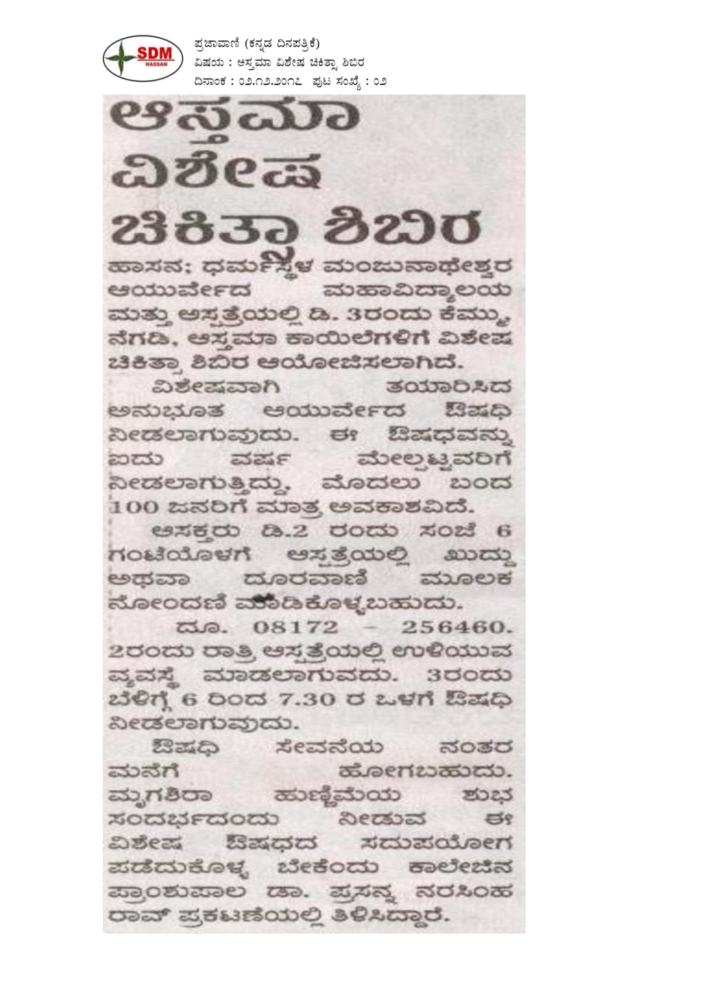 SDM
HASSAN
ಪ್ರಜಾವಾಣಿ (ಕನ್ನಡ ದಿನಪತ್ರಿಕೆ)
ವಿಷಯ : ಆಸ್ತಮಾ ವಿಶೇಷ ಚಿಕಿತ್ಸಾ ಶಿಬಿರ
ದಿನಾಂಕ : ೦೨.೧೨.೨೦೧೭ ಪುಟ ಸಂಖ್ಯೆ : ೦೨
ಆಸ್ತಮಾ
ವಿಶೇಷ
ಚಿಕಿತ್ಸಾ ಶಿಬಿರ
ಹಾಸನ; ಧರ್ಮಸ್ಥಳ ಮಂಜುನಾಥೇಶ್ವರ
ಆಯುರ್ವೇದ ಮಹಾವಿದ್ಯಾಲಯ
ಮತ್ತು ಆಸ್ಪತ್ರೆಯಲ್ಲಿ ಡಿ. 3ರಂದು ಕೆಮ್ಮು,
ನೆಗಡಿ, ಆಸ್ತಮಾ ಕಾಯಿಲೆಗಳಿಗೆ ವಿಶೇಷ
ಚಿಕಿತ್ಸಾ ಶಿಬಿರ ಆಯೋಜಿಸಲಾಗಿದೆ.
ವಿಶೇಷವಾಗಿ ತಯಾರಿಸಿದ
ಅನುಭೂತ ಆಯುರ್ವೇದ ಔಷಧಿ
ನೀಡಲಾಗುವುದು. ಈ ಔಷಧವನ್ನು
ಐದು ವರ್ಷ ಮೇಲ್ಪಟ್ಟವರಿಗೆ
ನೀಡಲಾಗುತ್ತಿದ್ದು, ಮೊದಲು ಬಂದ
100 ಜನರಿಗೆ ಮಾತ್ರ ಅವಕಾಶವಿದೆ.
ಆಸಕ್ತರು ಡಿ.2 ರಂದು ಸಂಜೆ 6
ಗಂಟೆಯೊಳಗೆ ಆಸ್ಪತ್ರೆಯಲ್ಲಿ ಖುದ್ದು
ಅಥವಾ ದೂರವಾಣಿ ಮೂಲಕ
ನೋಂದಣಿ ಮಾಡಿಕೊಳ್ಳಬಹುದು.
ದೂ. 08172 - 256460.
2ರಂದು ರಾತ್ರಿ ಆಸ್ಪತ್ರೆಯಲ್ಲಿ ಉಳಿಯುವ
ವ್ಯವಸ್ಥೆ ಮಾಡಲಾಗುವದು. 3ರಂದು
ಬೆಳಿಗ್ಗೆ 6 ರಿಂದ 7.30 ರ ಒಳಗೆ ಔಷಧಿ
ನೀಡಲಾಗುವುದು.
ಔಷಧಿ ಸೇವನೆಯ ನಂತರ
ಮನೆಗೆ ಹೋಗಬಹುದು.
ಮೃಗಶಿರಾ ಹುಣ್ಣಿಮೆಯ ಶುಭ
ಸಂದರ್ಭದಂದು ನೀಡುವ ಈ
ವಿಶೇಷ ಔಷಧದ ಸದುಪಯೋಗ
ಪಡೆದುಕೊಳ್ಳ ಬೇಕೆಂದು ಕಾಲೇಜಿನ
ಪ್ರಾಂಶುಪಾಲ ಡಾ. ಪ್ರಸನ್ನ ನರಸಿಂಹ
ರಾವ್ ಪ್ರಕಟಣೆಯಲ್ಲಿ ತಿಳಿಸಿದ್ದಾರೆ.